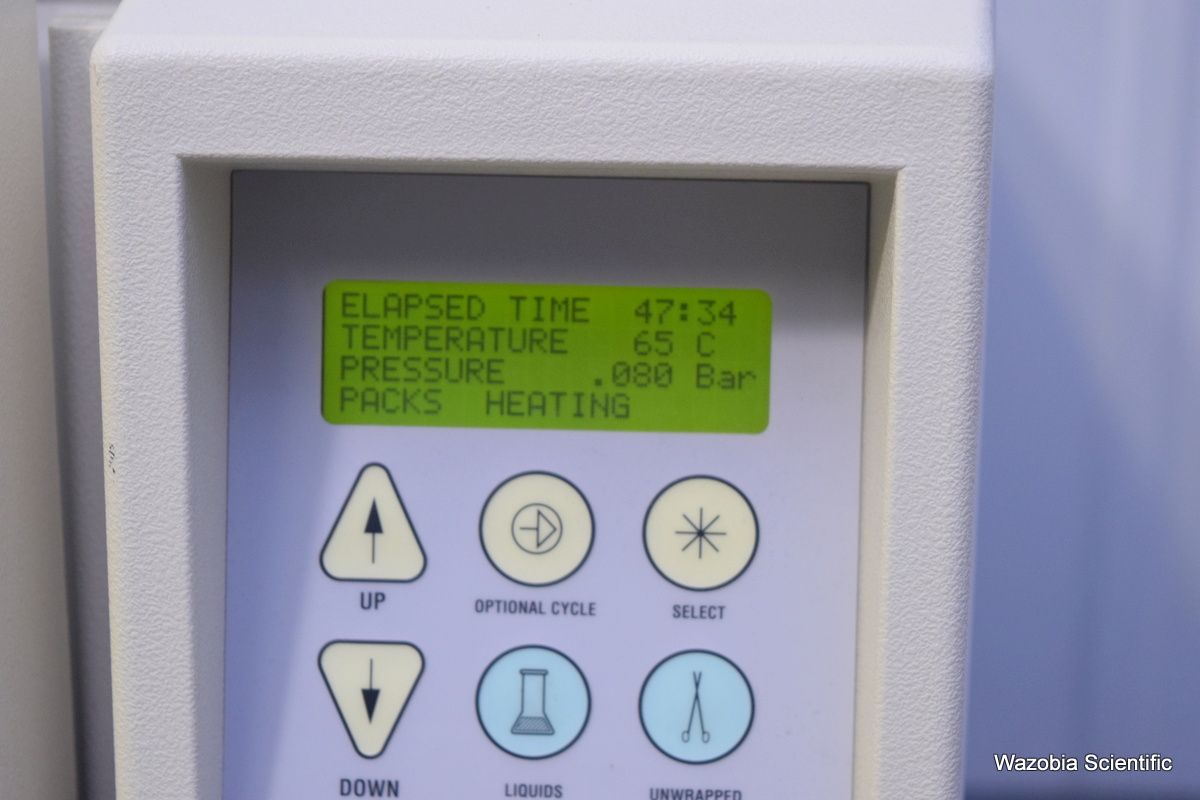 ELAPSED TIME 47:34
TEMPERATURE 65 C
PRESSURE .080 Bar
PACKS HEATING
UP
OPTIONAL CYCLE
SELECT
DOWN
LIQUIDS
UNWRAPPED
Wazobia Scientific